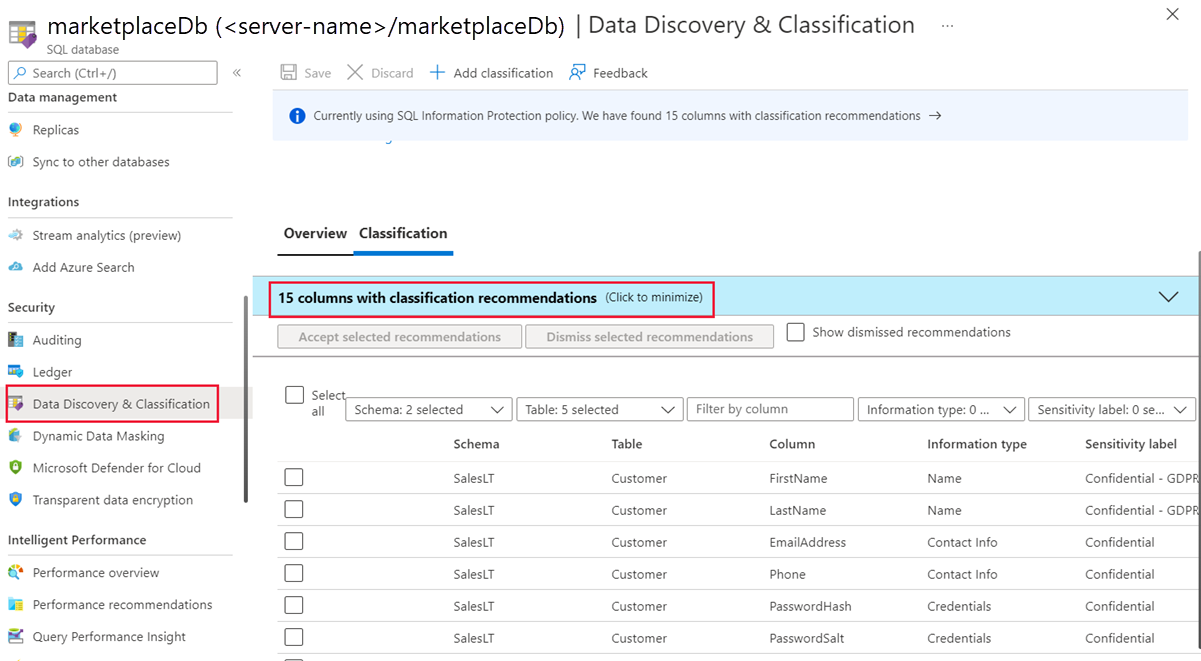 marketplaceDb (<server-name>/marketplaceDb) | Data Discovery & Classification ...
SQL database
Search (Ctrl+/)
«
Data management
Replicas
Sync to other databases
Integrations
Stream analytics (preview)
Add Azure Search
Security
Auditing
Ledger
Data Discovery & Classification
Dynamic Data Masking
Microsoft Defender for Cloud
Transparent data encryption
Intelligent Performance
Performance overview
Performance recommendations
Query Performance Insight
Save Discard Add classification Feedback
Currently using SQL Information Protection policy. We have found 15 columns with classification recommendations →
Overview Classification
15 columns with classification recommendations (Click to minimize)
Accept selected recommendations Dismiss selected recommendations Show dismissed recommendations
Select
all
Schema: 2 selected Table: 5 selected Filter by column Information type: 0 ... Sensitivity label: 0 se...
Schema Table Column Information type Sensitivity label
SalesLT Customer FirstName Name Confidential - GDPR
SalesLT Customer LastName Name Confidential - GDPR
SalesLT Customer EmailAddress Contact Info Confidential
SalesLT Customer Phone Contact Info Confidential
SalesLT Customer PasswordHash Credentials Confidential
SalesLT Customer PasswordSalt Credentials Confidential